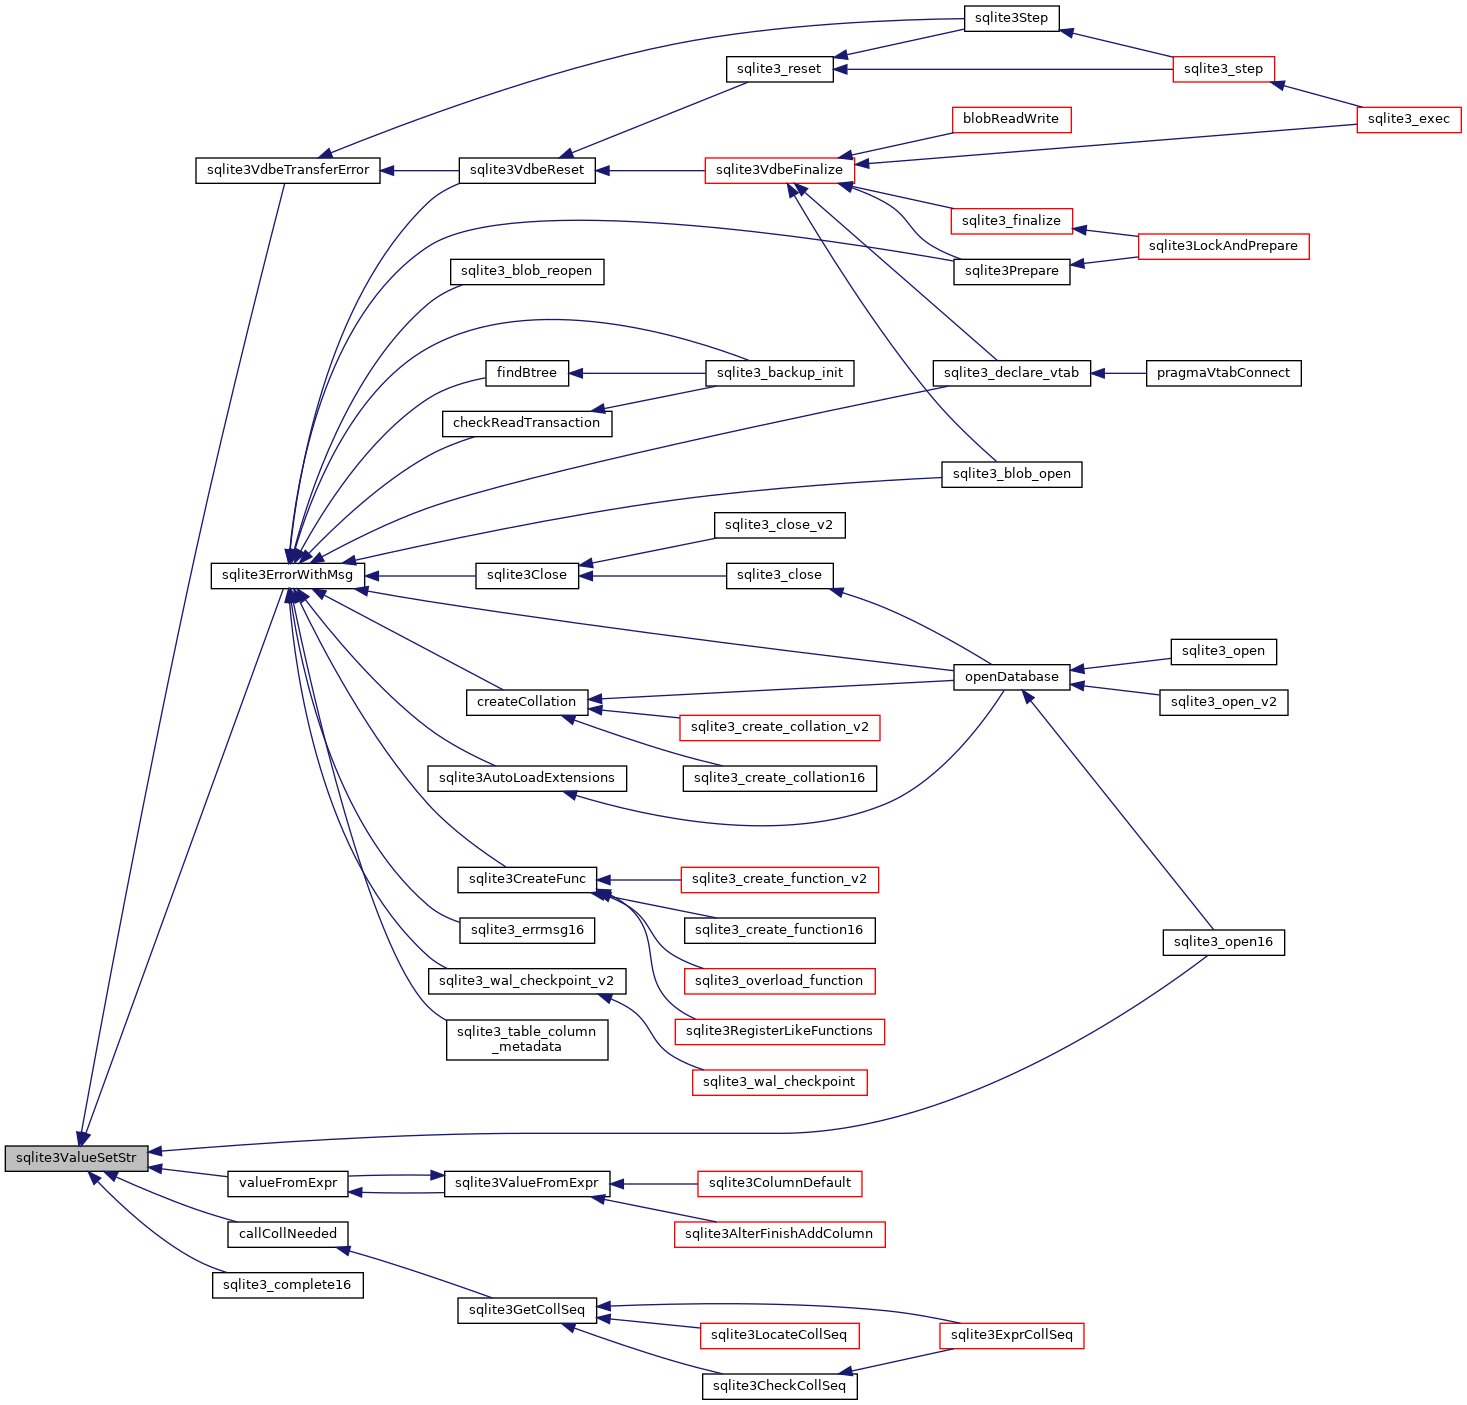 sqlite3Step
sqlite3_reset
sqlite3_step
blobReadWrite
sqlite3_exec
sqlite3VdbeTransferError
sqlite3VdbeReset
sqlite3VdbeFinalize
sqlite3_finalize
sqlite3LockAndPrepare
sqlite3_blob_reopen
sqlite3Prepare
findBtree
sqlite3_backup_init
sqlite3_declare_vtab
pragmaVtabConnect
checkReadTransaction
sqlite3_blob_open
sqlite3_close_v2
sqlite3ErrorWithMsg
sqlite3Close
sqlite3_close
sqlite3_open
openDatabase
createCollation
sqlite3_open_v2
sqlite3_create_collation_v2
sqlite3AutoLoadExtensions
sqlite3_create_collation16
sqlite3CreateFunc
sqlite3_create_function_v2
sqlite3_errmsg16
sqlite3_create_function16
sqlite3_open16
sqlite3_wal_checkpoint_v2
sqlite3_overload_function
sqlite3_table_column
_metadata
sqlite3RegisterLikeFunctions
sqlite3_wal_checkpoint
sqlite3ValueSetStr
valueFromExpr
sqlite3ValueFromExpr
sqlite3ColumnDefault
callCollNeeded
sqlite3AlterFinishAddColumn
sqlite3_complete16
sqlite3GetCollSeq
sqlite3LocateCollSeq
sqlite3ExprCollSeq
sqlite3CheckCollSeq